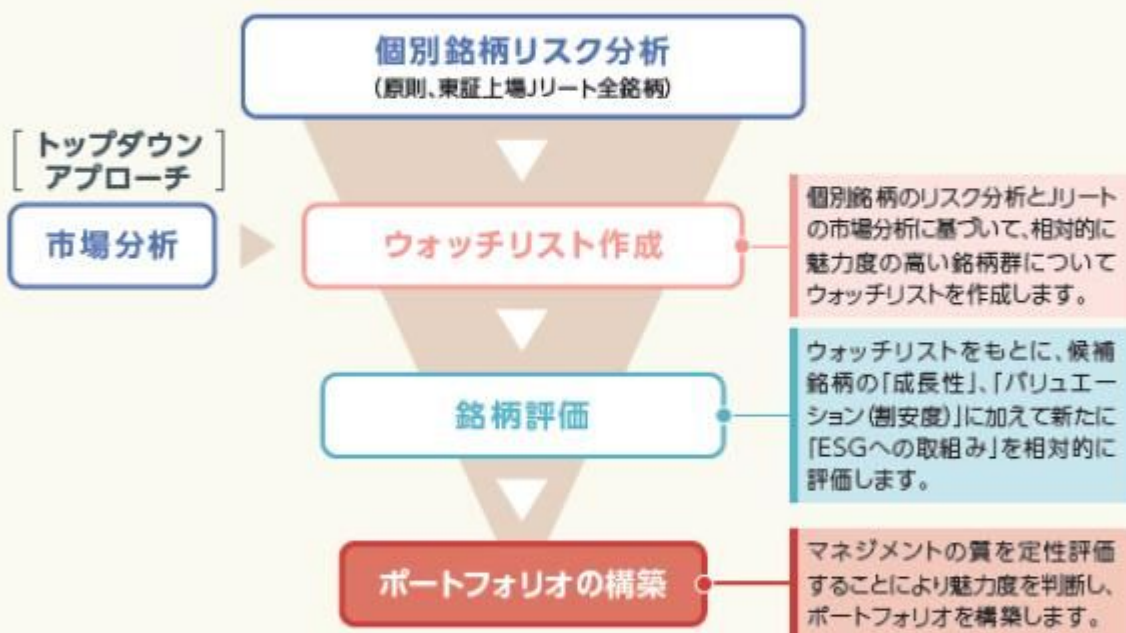 個別銘柄リスク分析
(原則、東証上場Jリート全銘柄)
トップダウン
アプローチ
市場分析
ウォッチリスト作成
個別銘柄のリスク分析とJリート
の市場分析に基づいて、相対的に
魅力度の高い銘柄群について
ウォッチリストを作成します。
銘柄評価
ウォッチリストをもとに、候補
銘柄の「成長性」、「バリュエー
ション(割安度)」に加えて新たに
「ESGへの取組み」を相対的に
評価します。
ポートフォリオの構築
マネジメントの質を定性評価
することにより魅力度を判断し、
ポートフォリオを構築します。